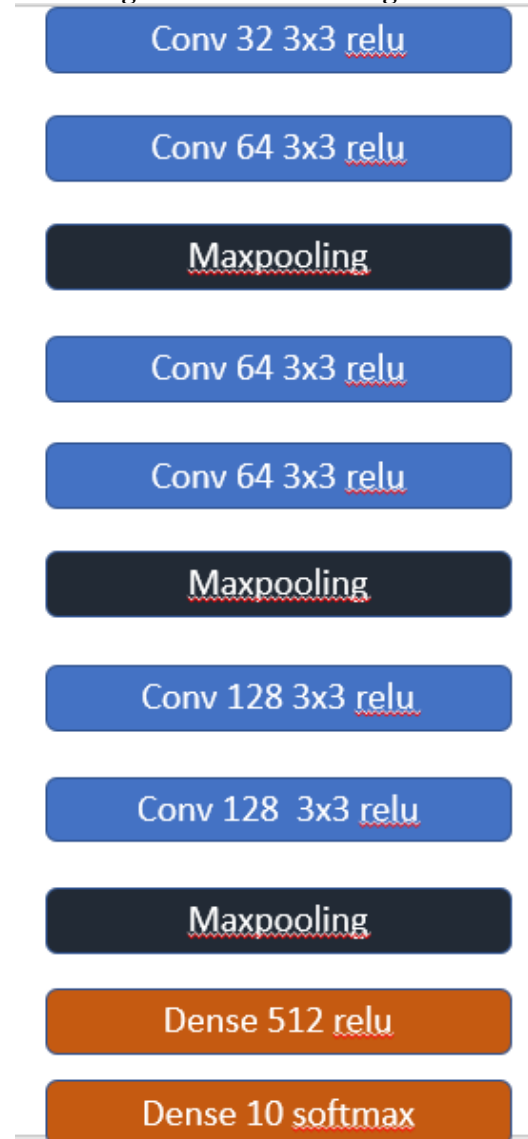 Conv 32 3x3 relu
Conv 64 3x3 relu
Maxpooling
Conv 64 3x3 relu
Conv 64 3x3 relu
Maxpooling
Conv 128 3x3 relu
Conv 128  3x3 relu
Maxpooling
Dense 512 relu
Dense 10 softmax